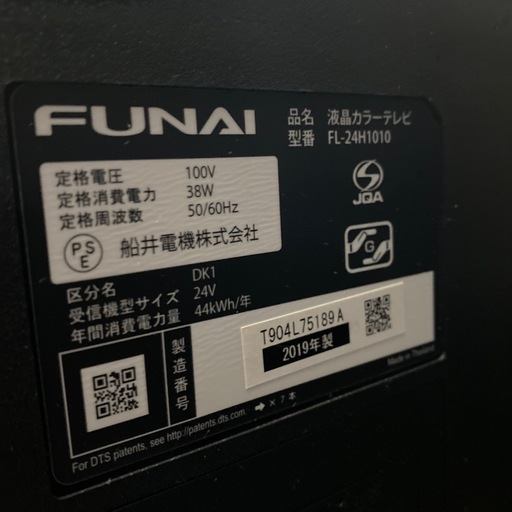 FUNAI
品名 液晶カラーテレビ
型番 FL-24H1010
定格電圧 100V
定格消費電力 38W
定格周波数 50/60Hz
PSE 船井電機株式会社
JQA
G
区分名 DK1
受信機型サイズ 24V
年間消費電力量 44kWh/年
製造番号
T904L75189A
2019年製
Made in Thailand
For DTS patents, see http://patents.dts.com.
➡ × 7 本